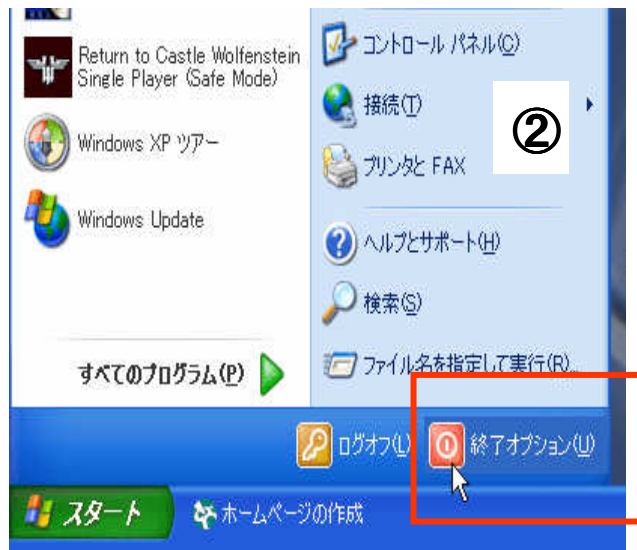 Return to Castle Wolfenstein
Single Player (Safe Mode)
Windows XP ツアー
Windows Update
すべてのプログラム(P)
コントロール パネル(C)
接続(T)
②
プリンタと FAX
ヘルプとサポート(H)
検索(S)
ファイル名を指定して実行(R)...
ログオフ(L)
終了オプション(U)
スタート
ホームページの作成